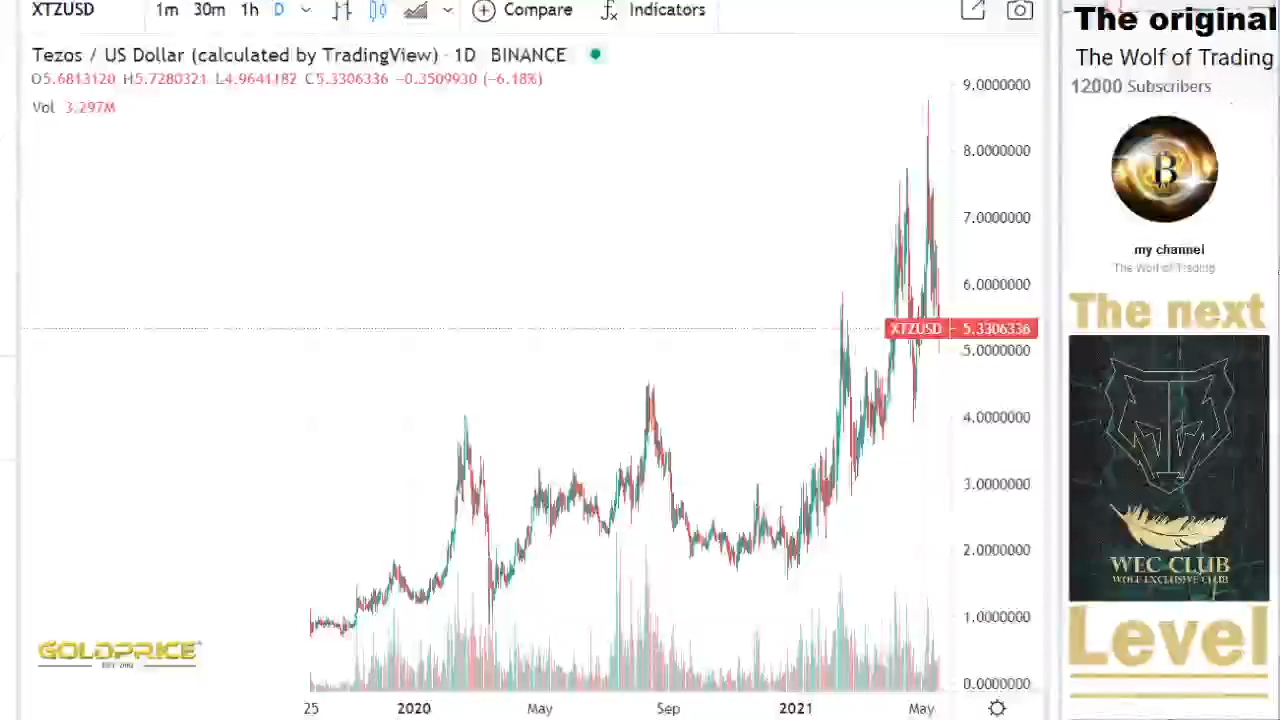 XTZUSD 1m 30m 1h D Compare Indicators
Tezos / US Dollar (calculated by TradingView) · 1D BINANCE
O5.6813120 H5.7280321 L4.9641182 C5.3306336 −0.3509930 (−6.18%)
Vol 3.297M
9.0000000
8.0000000
7.0000000
6.0000000
XTZUSD 5.3306336
5.0000000
4.0000000
3.0000000
2.0000000
1.0000000
0.0000000
25 2020 May Sep 2021 May
GOLDPRICE
The original
The Wolf of Trading
12000 Subscribers
B
my channel
The Wolf of Trading
The next
WEC CLUB
WOLF EXCLUSIVE CLUB
Level